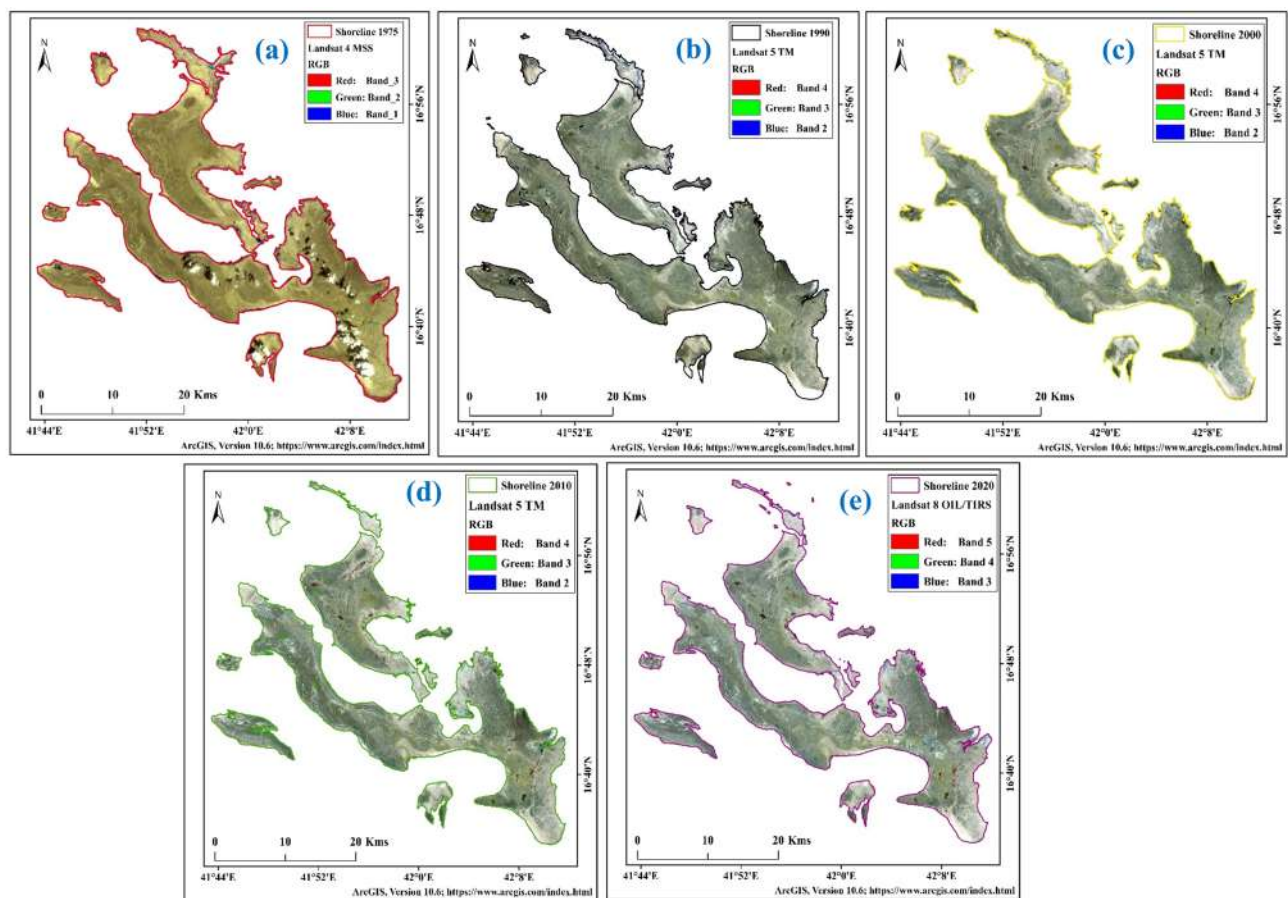 N
(a)
Shoreline 1975
Landsat 4 MSS
RGB
Red: Band_3
Green: Band_2
Blue: Band_1
16°56'N
16°48'N
16°40'N
0 10 20 Kms
41°44'E 41°52'E 42°0'E 42°8'E
ArcGIS, Version 10.6; https://www.arcgis.com/index.html
N
(b)
Shoreline 1990
Landsat 5 TM
RGB
Red: Band 4
Green: Band 3
Blue: Band 2
16°56'N
16°48'N
16°40'N
0 10 20 Kms
41°44'E 41°52'E 42°0'E 42°8'E
ArcGIS, Version 10.6; https://www.arcgis.com/index.html
N
(c)
Shoreline 2000
Landsat 5 TM
RGB
Red: Band 4
Green: Band 3
Blue: Band 2
16°56'N
16°48'N
16°40'N
0 10 20 Kms
41°44'E 41°52'E 42°0'E 42°8'E
ArcGIS, Version 10.6; https://www.arcgis.com/index.html
N
(d)
Shoreline 2010
Landsat 5 TM
RGB
Red: Band 4
Green: Band 3
Blue: Band 2
16°56'N
16°48'N
16°40'N
0 10 20 Kms
41°44'E 41°52'E 42°0'E 42°8'E
ArcGIS, Version 10.6; https://www.arcgis.com/index.html
N
(e)
Shoreline 2020
Landsat 8 OIL/TIRS
RGB
Red: Band 5
Green: Band 4
Blue: Band 3
16°56'N
16°48'N
16°40'N
0 10 20 Kms
41°44'E 41°52'E 42°0'E 42°8'E
ArcGIS, Version 10.6; https://www.arcgis.com/index.html